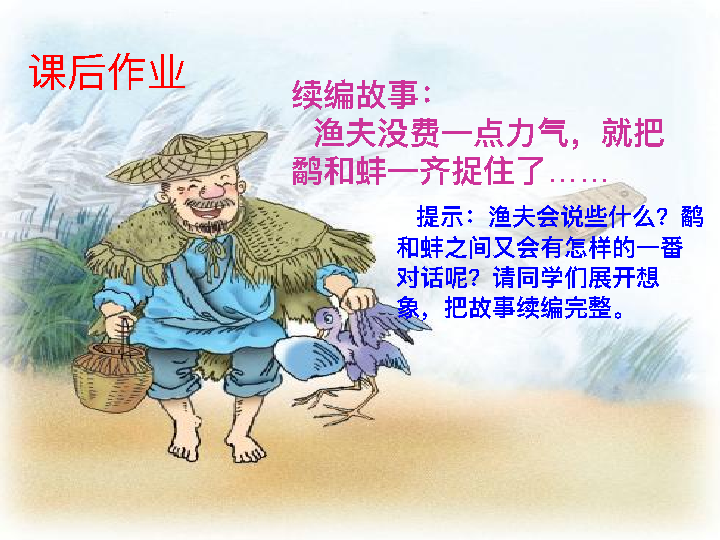 课后作业
续编故事：
渔夫没费一点力气，就把
鹬和蚌一齐捉住了……
提示：渔夫会说些什么？鹬
和蚌之间又会有怎样的一番
对话呢？请同学们展开想
象，把故事续编完整。